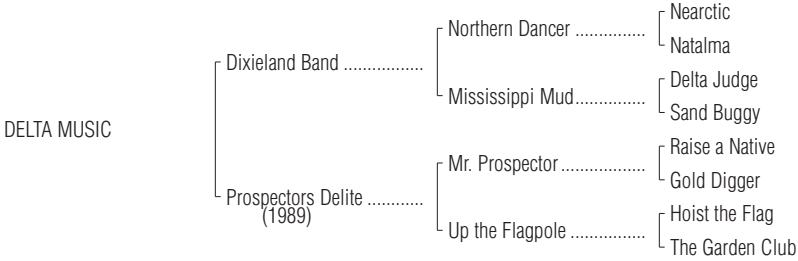 Nearctic
Northern Dancer ...............
Natalma
Dixieland Band .................
Delta Judge
Mississippi Mud...............
Sand Buggy
DELTA MUSIC
Raise a Native
Mr. Prospector..................
Gold Digger
Prospectors Delite ............
(1989)
Hoist the Flag
Up the Flagpole ................
The Garden Club